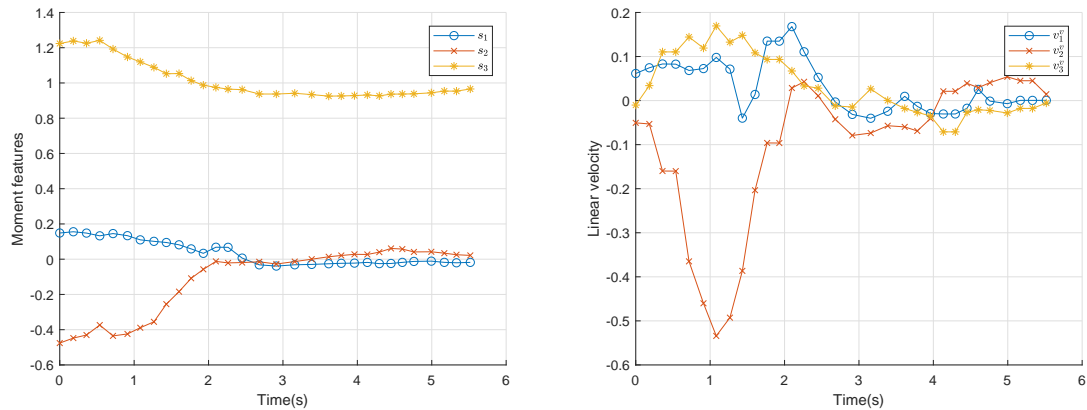 1.4
1.2
1
0.8
0.6
0.4
0.2
0
-0.2
-0.4
-0.6
Moment features
0 1 2 3 4 5 6
Time(s)
s₁
s₂
s₃
0.2
0.1
0
-0.1
-0.2
-0.3
-0.4
-0.5
-0.6
Linear velocity
0 1 2 3 4 5 6
Time(s)
v₁ᵛ
v₂ᵛ
v₃ᵛ